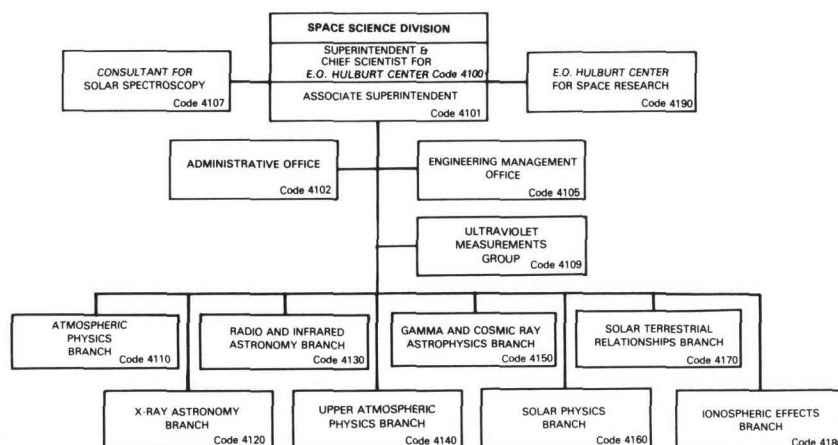 SPACE SCIENCE DIVISION
SUPERINTENDENT &
CHIEF SCIENTIST FOR
E.O. HULBURT CENTER Code 4100
ASSOCIATE SUPERINTENDENT
Code 4101
CONSULTANT FOR
SOLAR SPECTROSCOPY
Code 4107
E.O. HULBURT CENTER
FOR SPACE RESEARCH
Code 4190
ADMINISTRATIVE OFFICE
Code 4102
ENGINEERING MANAGEMENT
OFFICE
Code 4105
ULTRAVIOLET
MEASUREMENTS
GROUP
Code 4109
ATMOSPHERIC
PHYSICS
BRANCH
Code 4110
RADIO AND INFRARED
ASTRONOMY BRANCH
Code 4130
GAMMA AND COSMIC RAY
ASTROPHYSICS BRANCH
Code 4150
SOLAR TERRESTRIAL
RELATIONSHIPS BRANCH
Code 4170
X-RAY ASTRONOMY
BRANCH
Code 4120
UPPER ATMOSPHERIC
PHYSICS BRANCH
Code 4140
SOLAR PHYSICS
BRANCH
Code 4160
IONOSPHERIC EFFECTS
BRANCH
Code